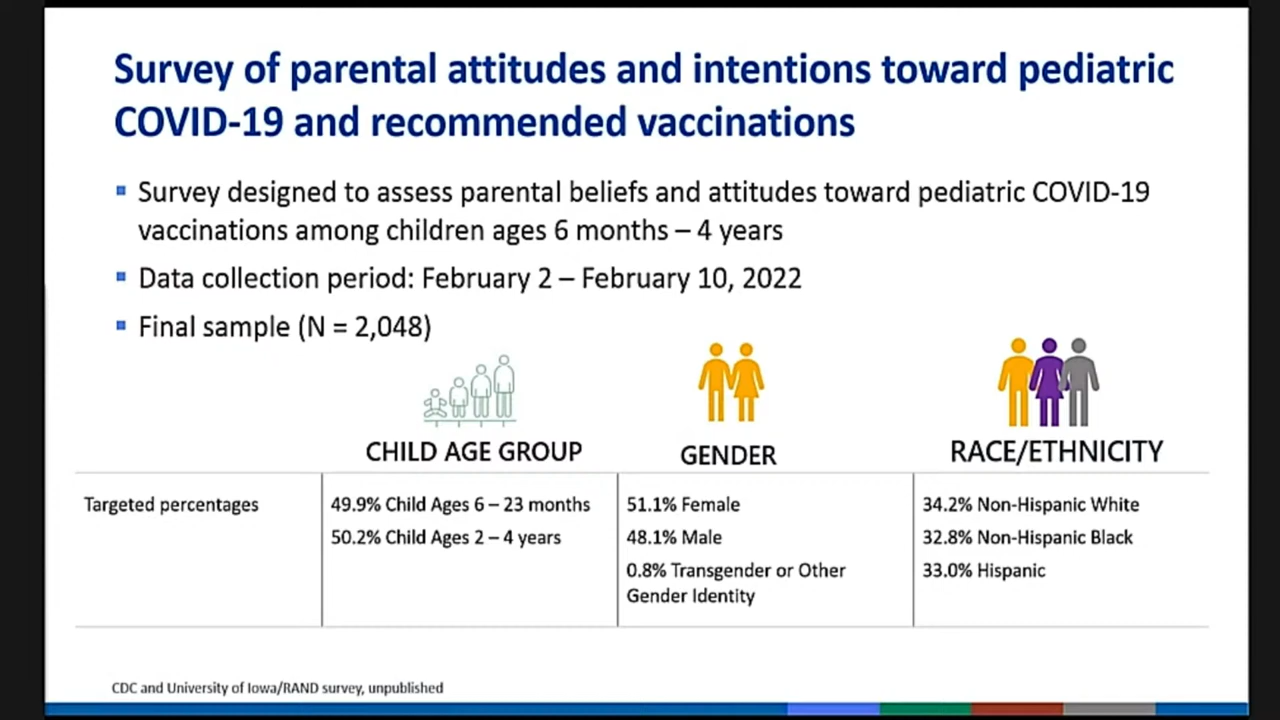 Survey of parental attitudes and intentions toward pediatric
COVID-19 and recommended vaccinations
▪ Survey designed to assess parental beliefs and attitudes toward pediatric COVID-19
vaccinations among children ages 6 months – 4 years
▪ Data collection period: February 2 – February 10, 2022
▪ Final sample (N = 2,048)
CHILD AGE GROUP
GENDER
RACE/ETHNICITY
Targeted percentages
49.9% Child Ages 6 – 23 months
50.2% Child Ages 2 – 4 years
51.1% Female
48.1% Male
0.8% Transgender or Other
Gender Identity
34.2% Non-Hispanic White
32.8% Non-Hispanic Black
33.0% Hispanic
CDC and University of Iowa/RAND survey, unpublished